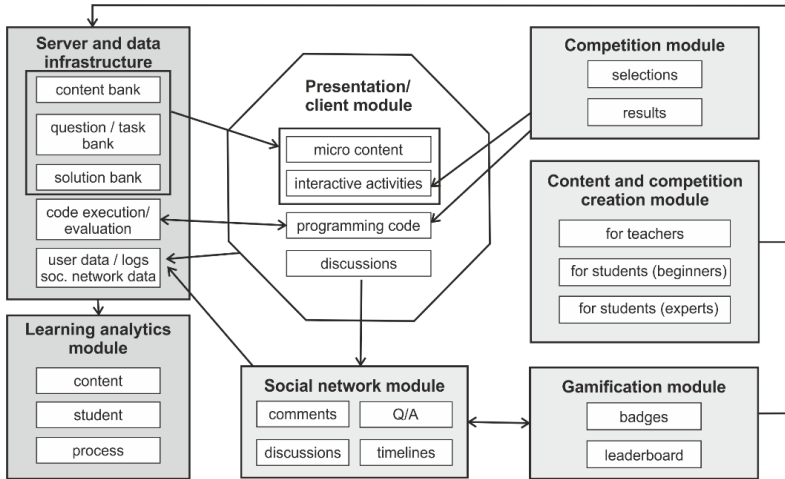 Server and data
infrastructure
content bank
question / task
bank
solution bank
code execution/
evaluation
user data / logs
soc. network data
Learning analytics
module
content
student
process
Presentation/
client module
micro content
interactive activities
programming code
discussions
Social network module
comments
Q/A
discussions
timelines
Competition module
selections
results
Content and competition
creation module
for teachers
for students (beginners)
for students (experts)
Gamification module
badges
leaderboard